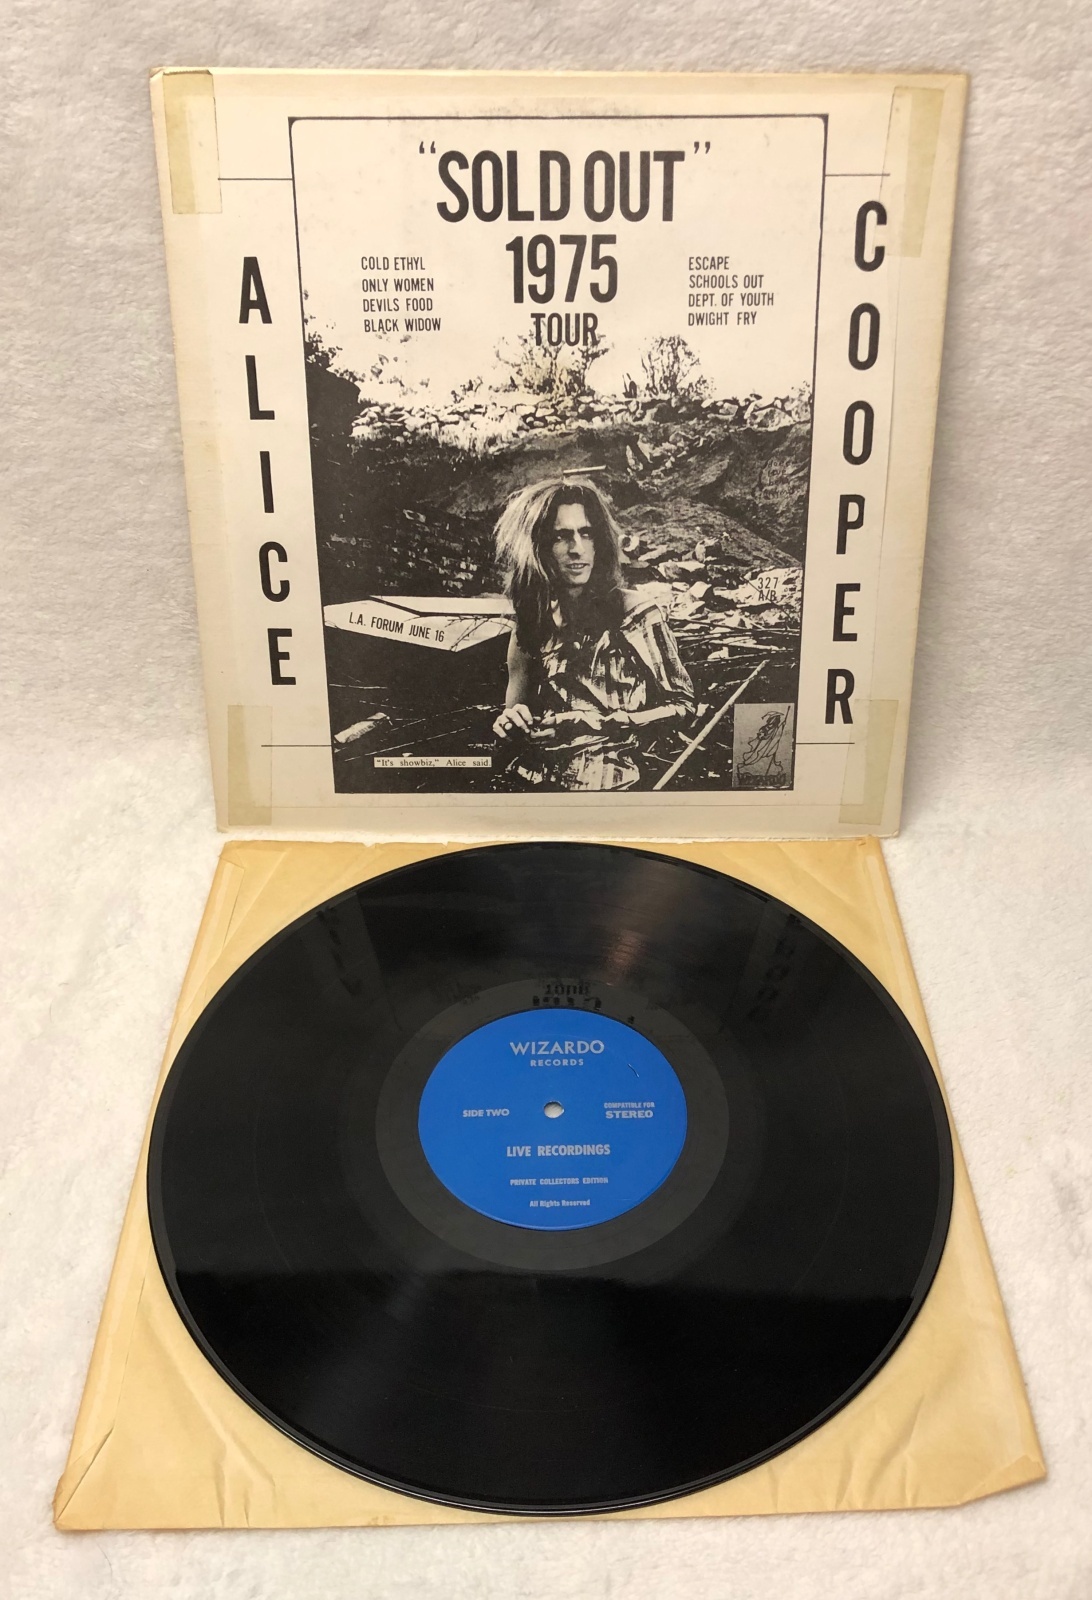 "SOLD OUT"
1975
TOUR
COLD ETHYL
ONLY WOMEN
DEVILS FOOD
BLACK WIDOW
ESCAPE
SCHOOLS OUT
DEPT. OF YOUTH
DWIGHT FRY
ALICE
COOPER
327
A/B
L.A. FORUM JUNE 16
"It's showbiz," Alice said.
WIZARDO
WIZARDO
RECORDS
SIDE TWO
COMPATIBLE FOR
STEREO
LIVE RECORDINGS
PRIVATE COLLECTORS EDITION
All Rights Reserved